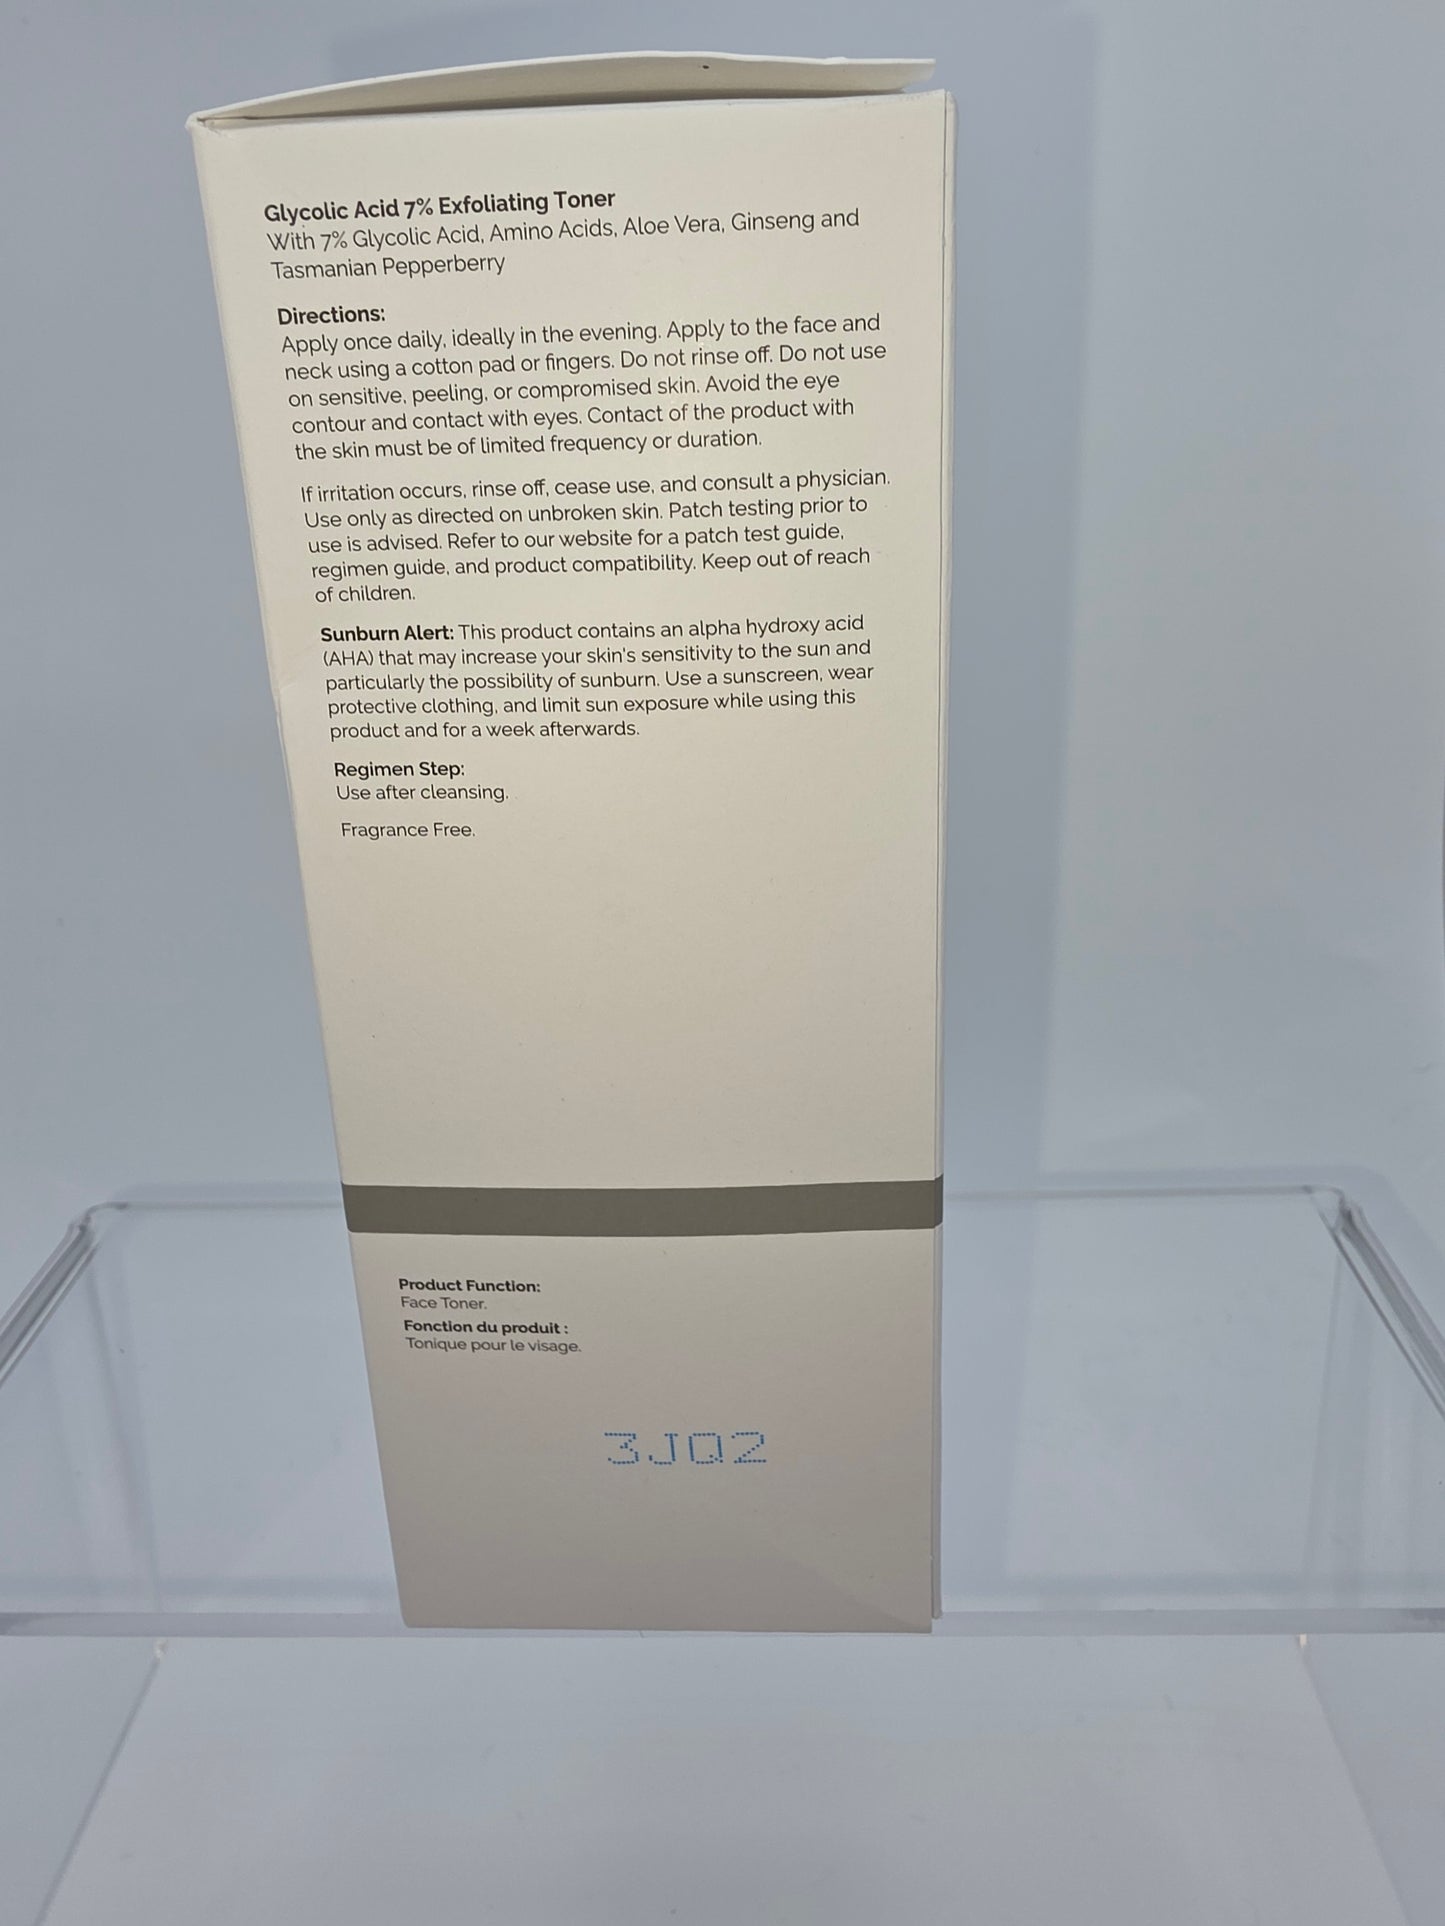 Glycolic Acid 7% Exfoliating Toner
With 7% Glycolic Acid, Amino Acids, Aloe Vera, Ginseng and
Tasmanian Pepperberry
Directions:
Apply once daily, ideally in the evening. Apply to the face and
neck using a cotton pad or fingers. Do not rinse off. Do not use
on sensitive, peeling, or compromised skin. Avoid the eye
contour and contact with eyes. Contact of the product with
the skin must be of limited frequency or duration.
If irritation occurs, rinse off, cease use, and consult a physician.
Use only as directed on unbroken skin. Patch testing prior to
use is advised. Refer to our website for a patch test guide,
regimen guide, and product compatibility. Keep out of reach
of children.
Sunburn Alert: This product contains an alpha hydroxy acid
(AHA) that may increase your skin's sensitivity to the sun and
particularly the possibility of sunburn. Use a sunscreen, wear
protective clothing, and limit sun exposure while using this
product and for a week afterwards.
Regimen Step:
Use after cleansing.
Fragrance Free.
Product Function:
Face Toner.
Fonction du produit :
Tonique pour le visage.
3JQ2